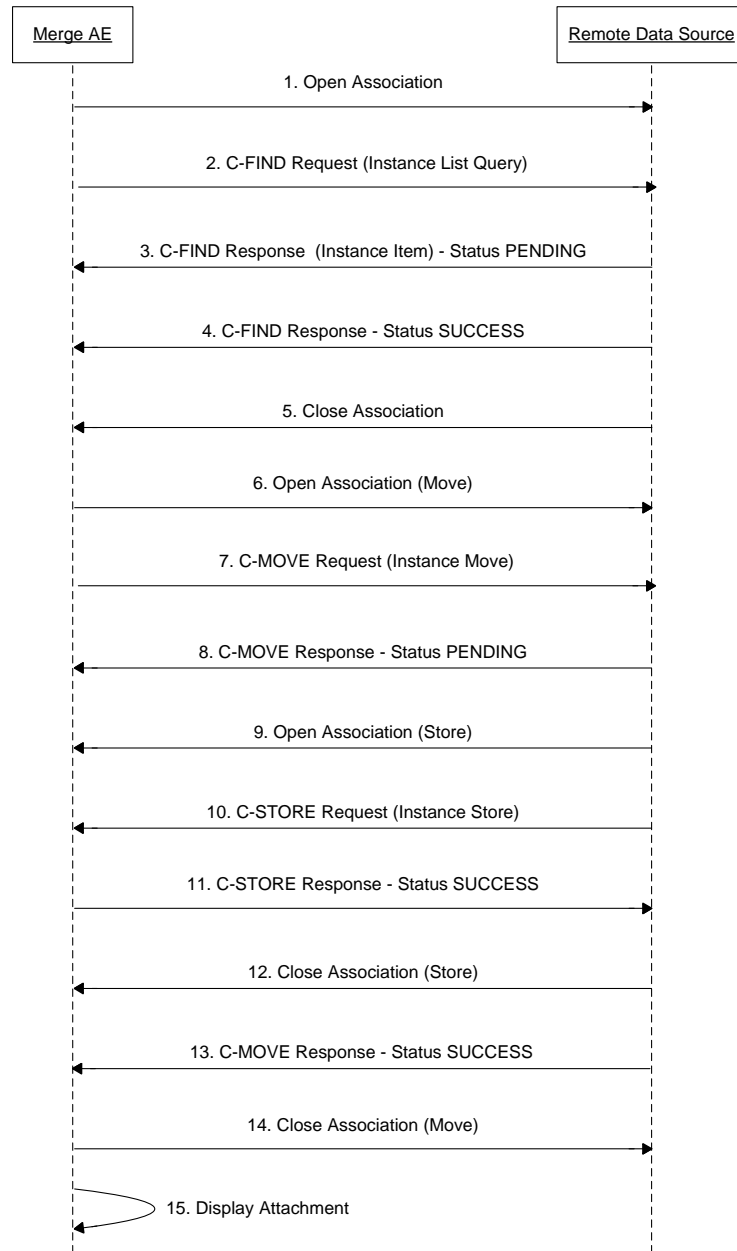 Merge AE
Remote Data Source
1. Open Association
2. C-FIND Request (Instance List Query)
3. C-FIND Response  (Instance Item) - Status PENDING
4. C-FIND Response - Status SUCCESS
5. Close Association
6. Open Association (Move)
7. C-MOVE Request (Instance Move)
8. C-MOVE Response - Status PENDING
9. Open Association (Store)
10. C-STORE Request (Instance Store)
11. C-STORE Response - Status SUCCESS
12. Close Association (Store)
13. C-MOVE Response - Status SUCCESS
14. Close Association (Move)
15. Display Attachment